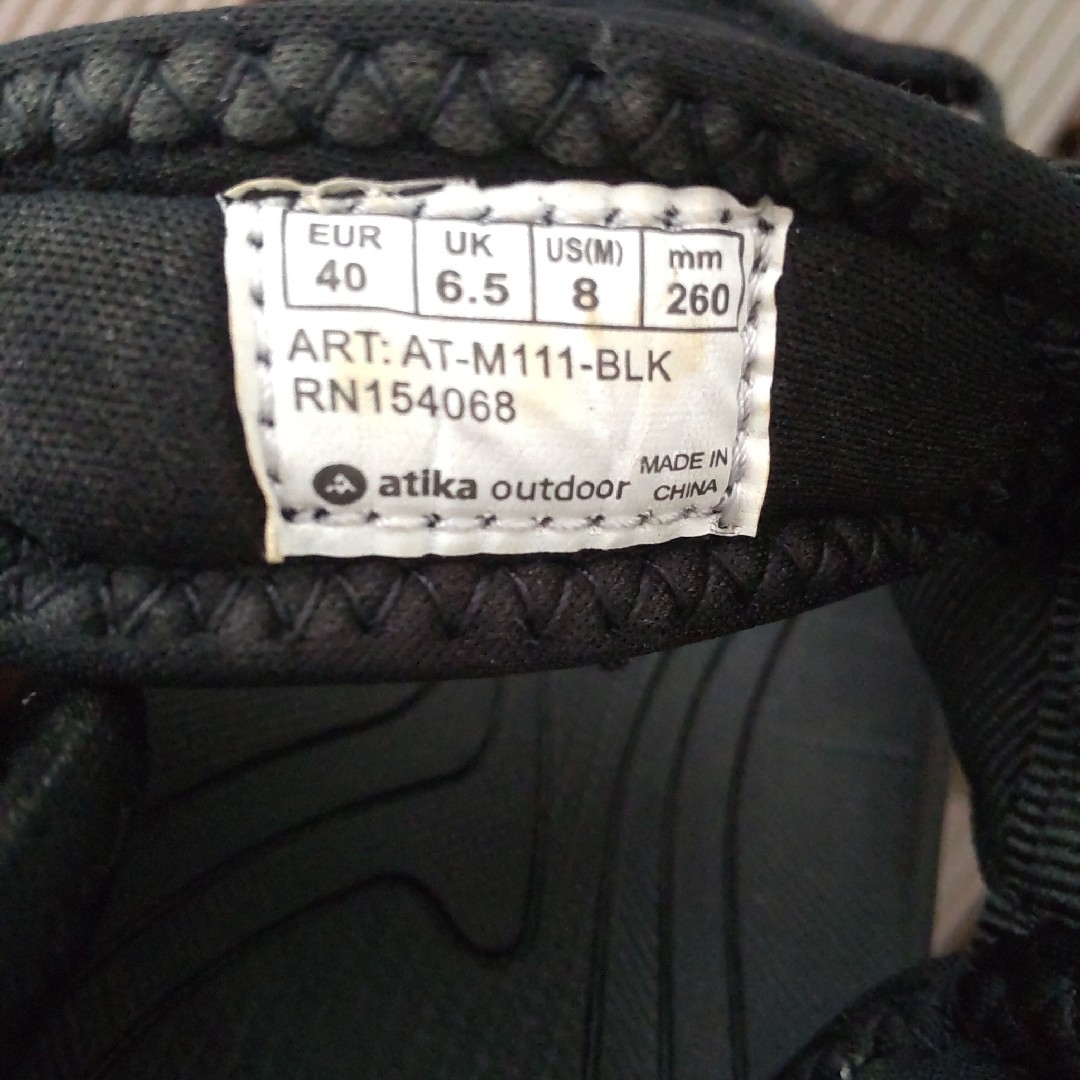 EUR UK US(M) mm
40 6.5 8 260
ART: AT-M111-BLK
RN154068
MADE IN
atika outdoor CHINA